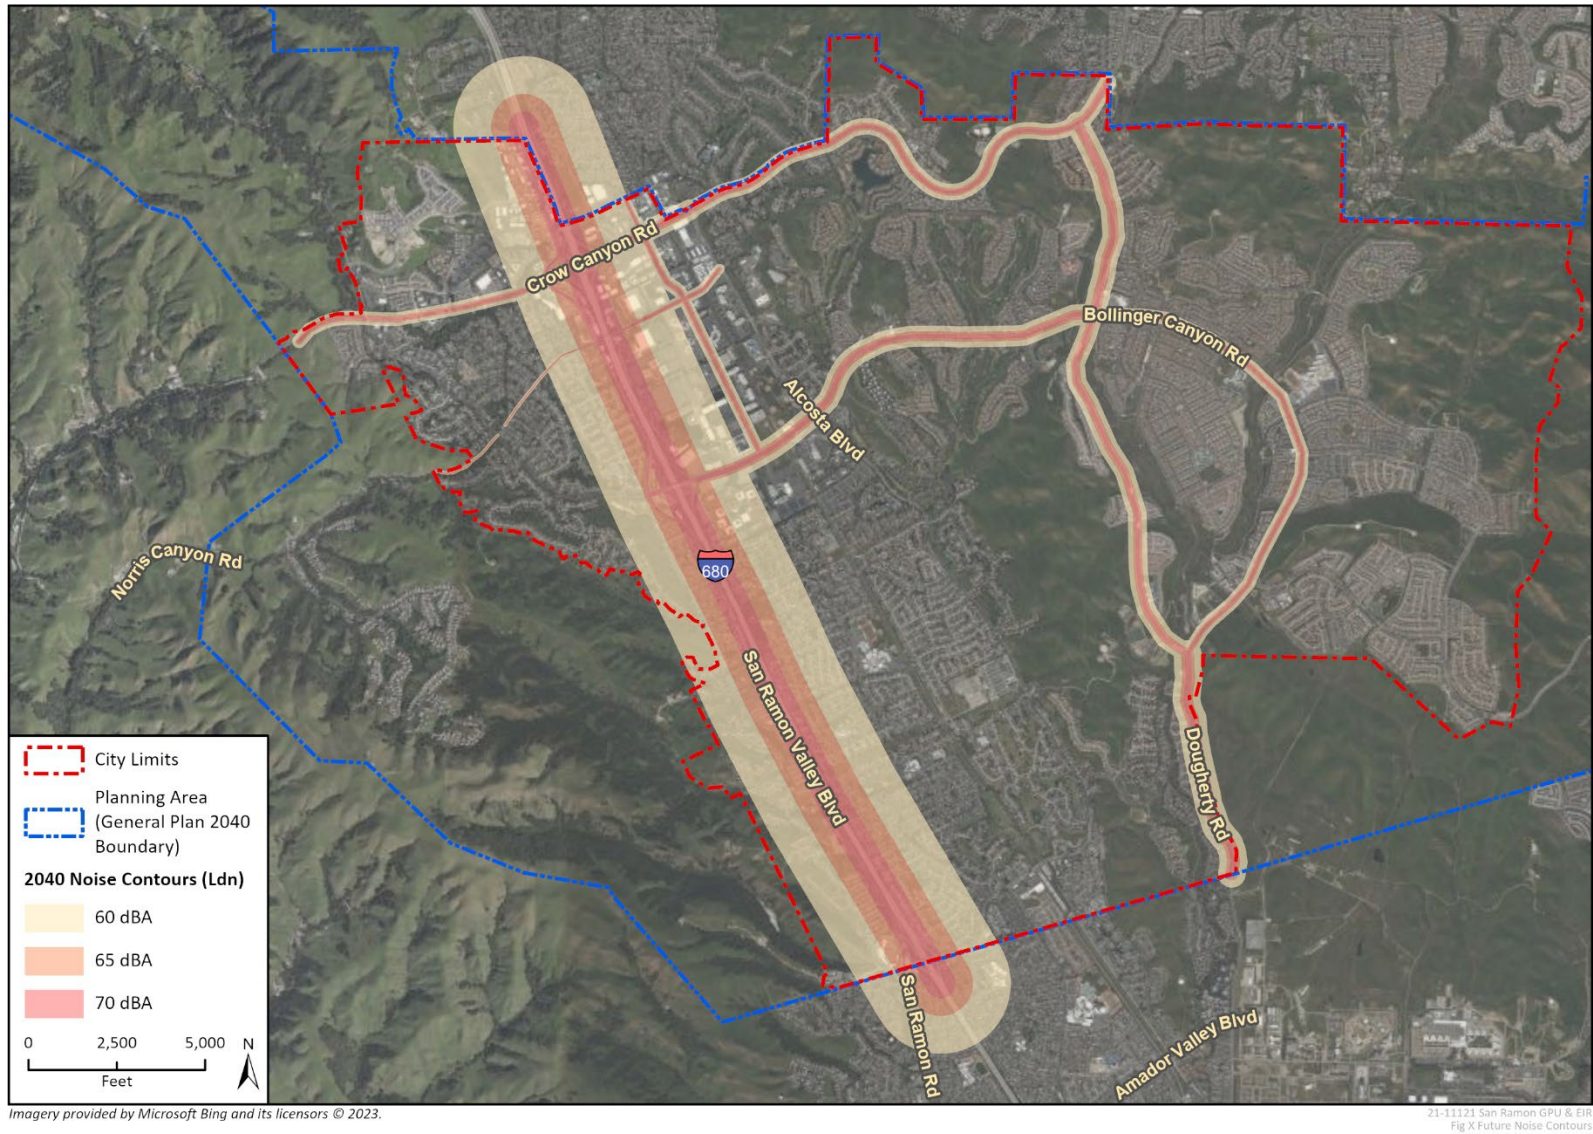 Crow Canyon Rd
Bollinger Canyon Rd
Alcosta Blvd
Norris Canyon Rd
680
San Ramon Valley Blvd
Dougherty Rd
San Ramon Rd
Amador Valley Blvd
City Limits
Planning Area
(General Plan 2040
Boundary)
2040 Noise Contours (Ldn)
60 dBA
65 dBA
70 dBA
0 2,500 5,000
Feet
N
Imagery provided by Microsoft Bing and its licensors © 2023.
21-11121 San Ramon GPU & EIR
Fig X Future Noise Contours